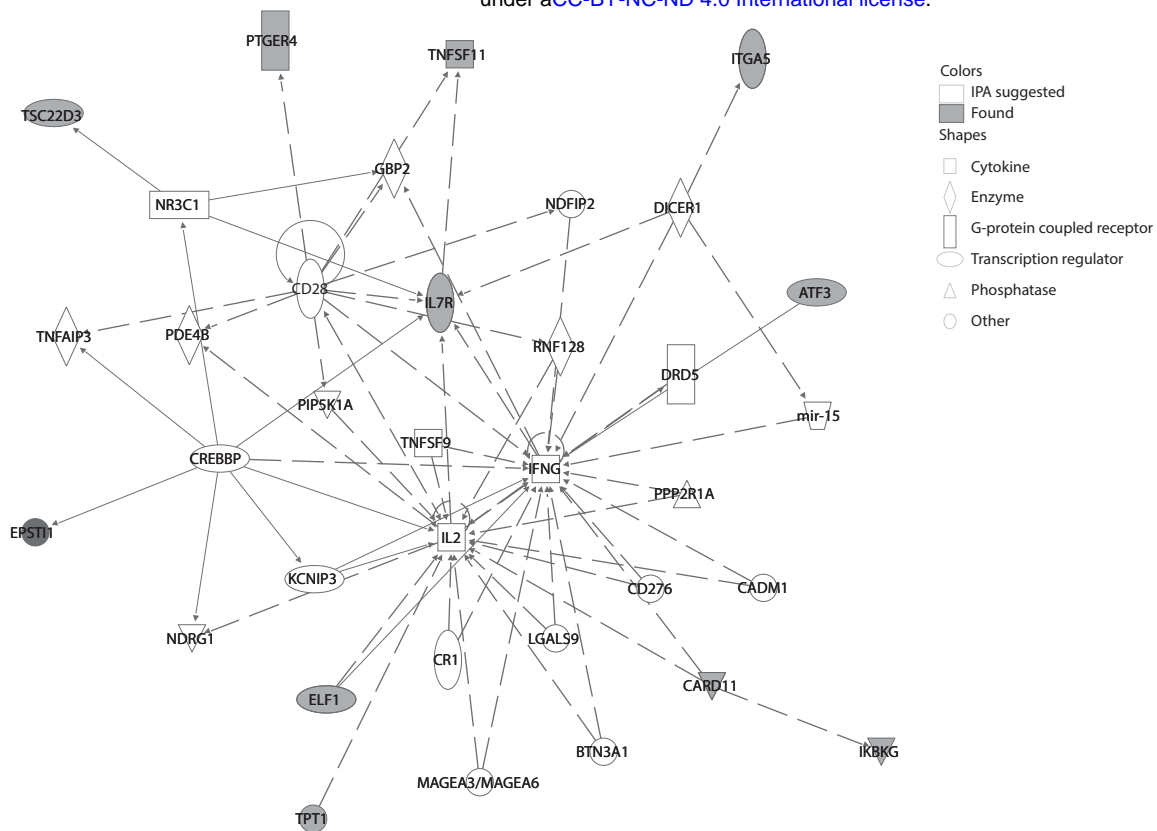 under aCC-BY-NC-ND 4.0 International license.
PTGER4
TNFSF11
ITGA5
TSC22D3
GBP2
NR3C1
NDFIP2
DICER1
CD28
IL7R
ATF3
TNFAIP3
PDE4B
RNF128
DRD5
PIP5K1A
mir-15
TNFSF9
CREBBP
IFNG
PPP2R1A
EPSTI1
IL2
KCNIP3
CD276
CADM1
NDRG1
LGALS9
CR1
CARD11
ELF1
BTN3A1
IKBKG
MAGEA3/MAGEA6
TPT1
Colors
IPA suggested
Found
Shapes
Cytokine
Enzyme
G-protein coupled receptor
Transcription regulator
Phosphatase
Other